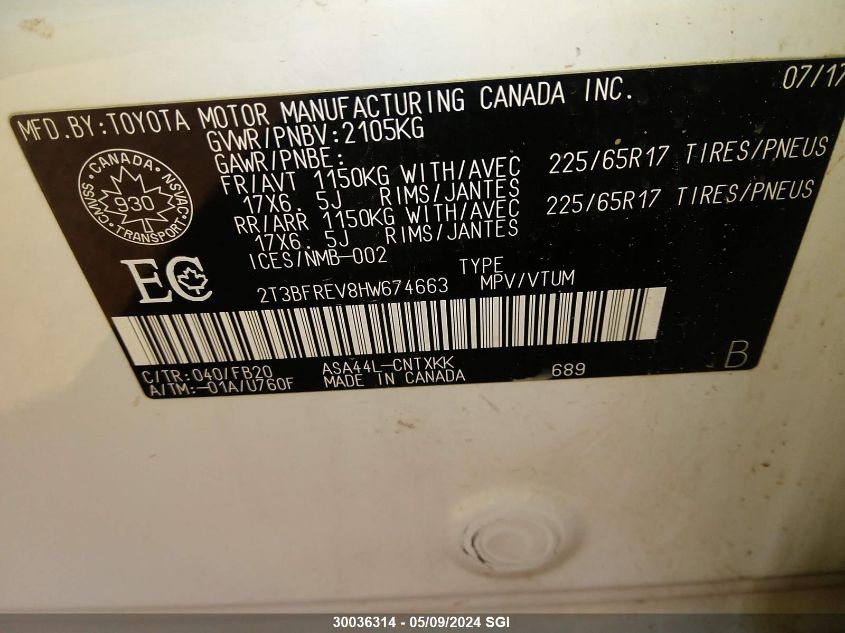 MFD.BY:TOYOTA MOTOR MANUFACTURING CANADA INC. 07/17
GVWR/PNBV:2105KG
GAWR/PNBE:
FR/AVT 1150KG WITH/AVEC 225/65R17 TIRES/PNEUS
17X6.5J RIMS/JANTES
RR/ARR 1150KG WITH/AVEC 225/65R17 TIRES/PNEUS
17X6.5J RIMS/JANTES
ICES/NMB-002
CANADA
CMVSS NSVAC
930
TRANSPORT
EC
TYPE
2T3BFREV8HW674663 MPV/VTUM
C/TR:040/FB20 ASA44L-CNTXKK 689 B
A/TM:-01A/U760F MADE IN CANADA
30036314 - 05/09/2024 SGI